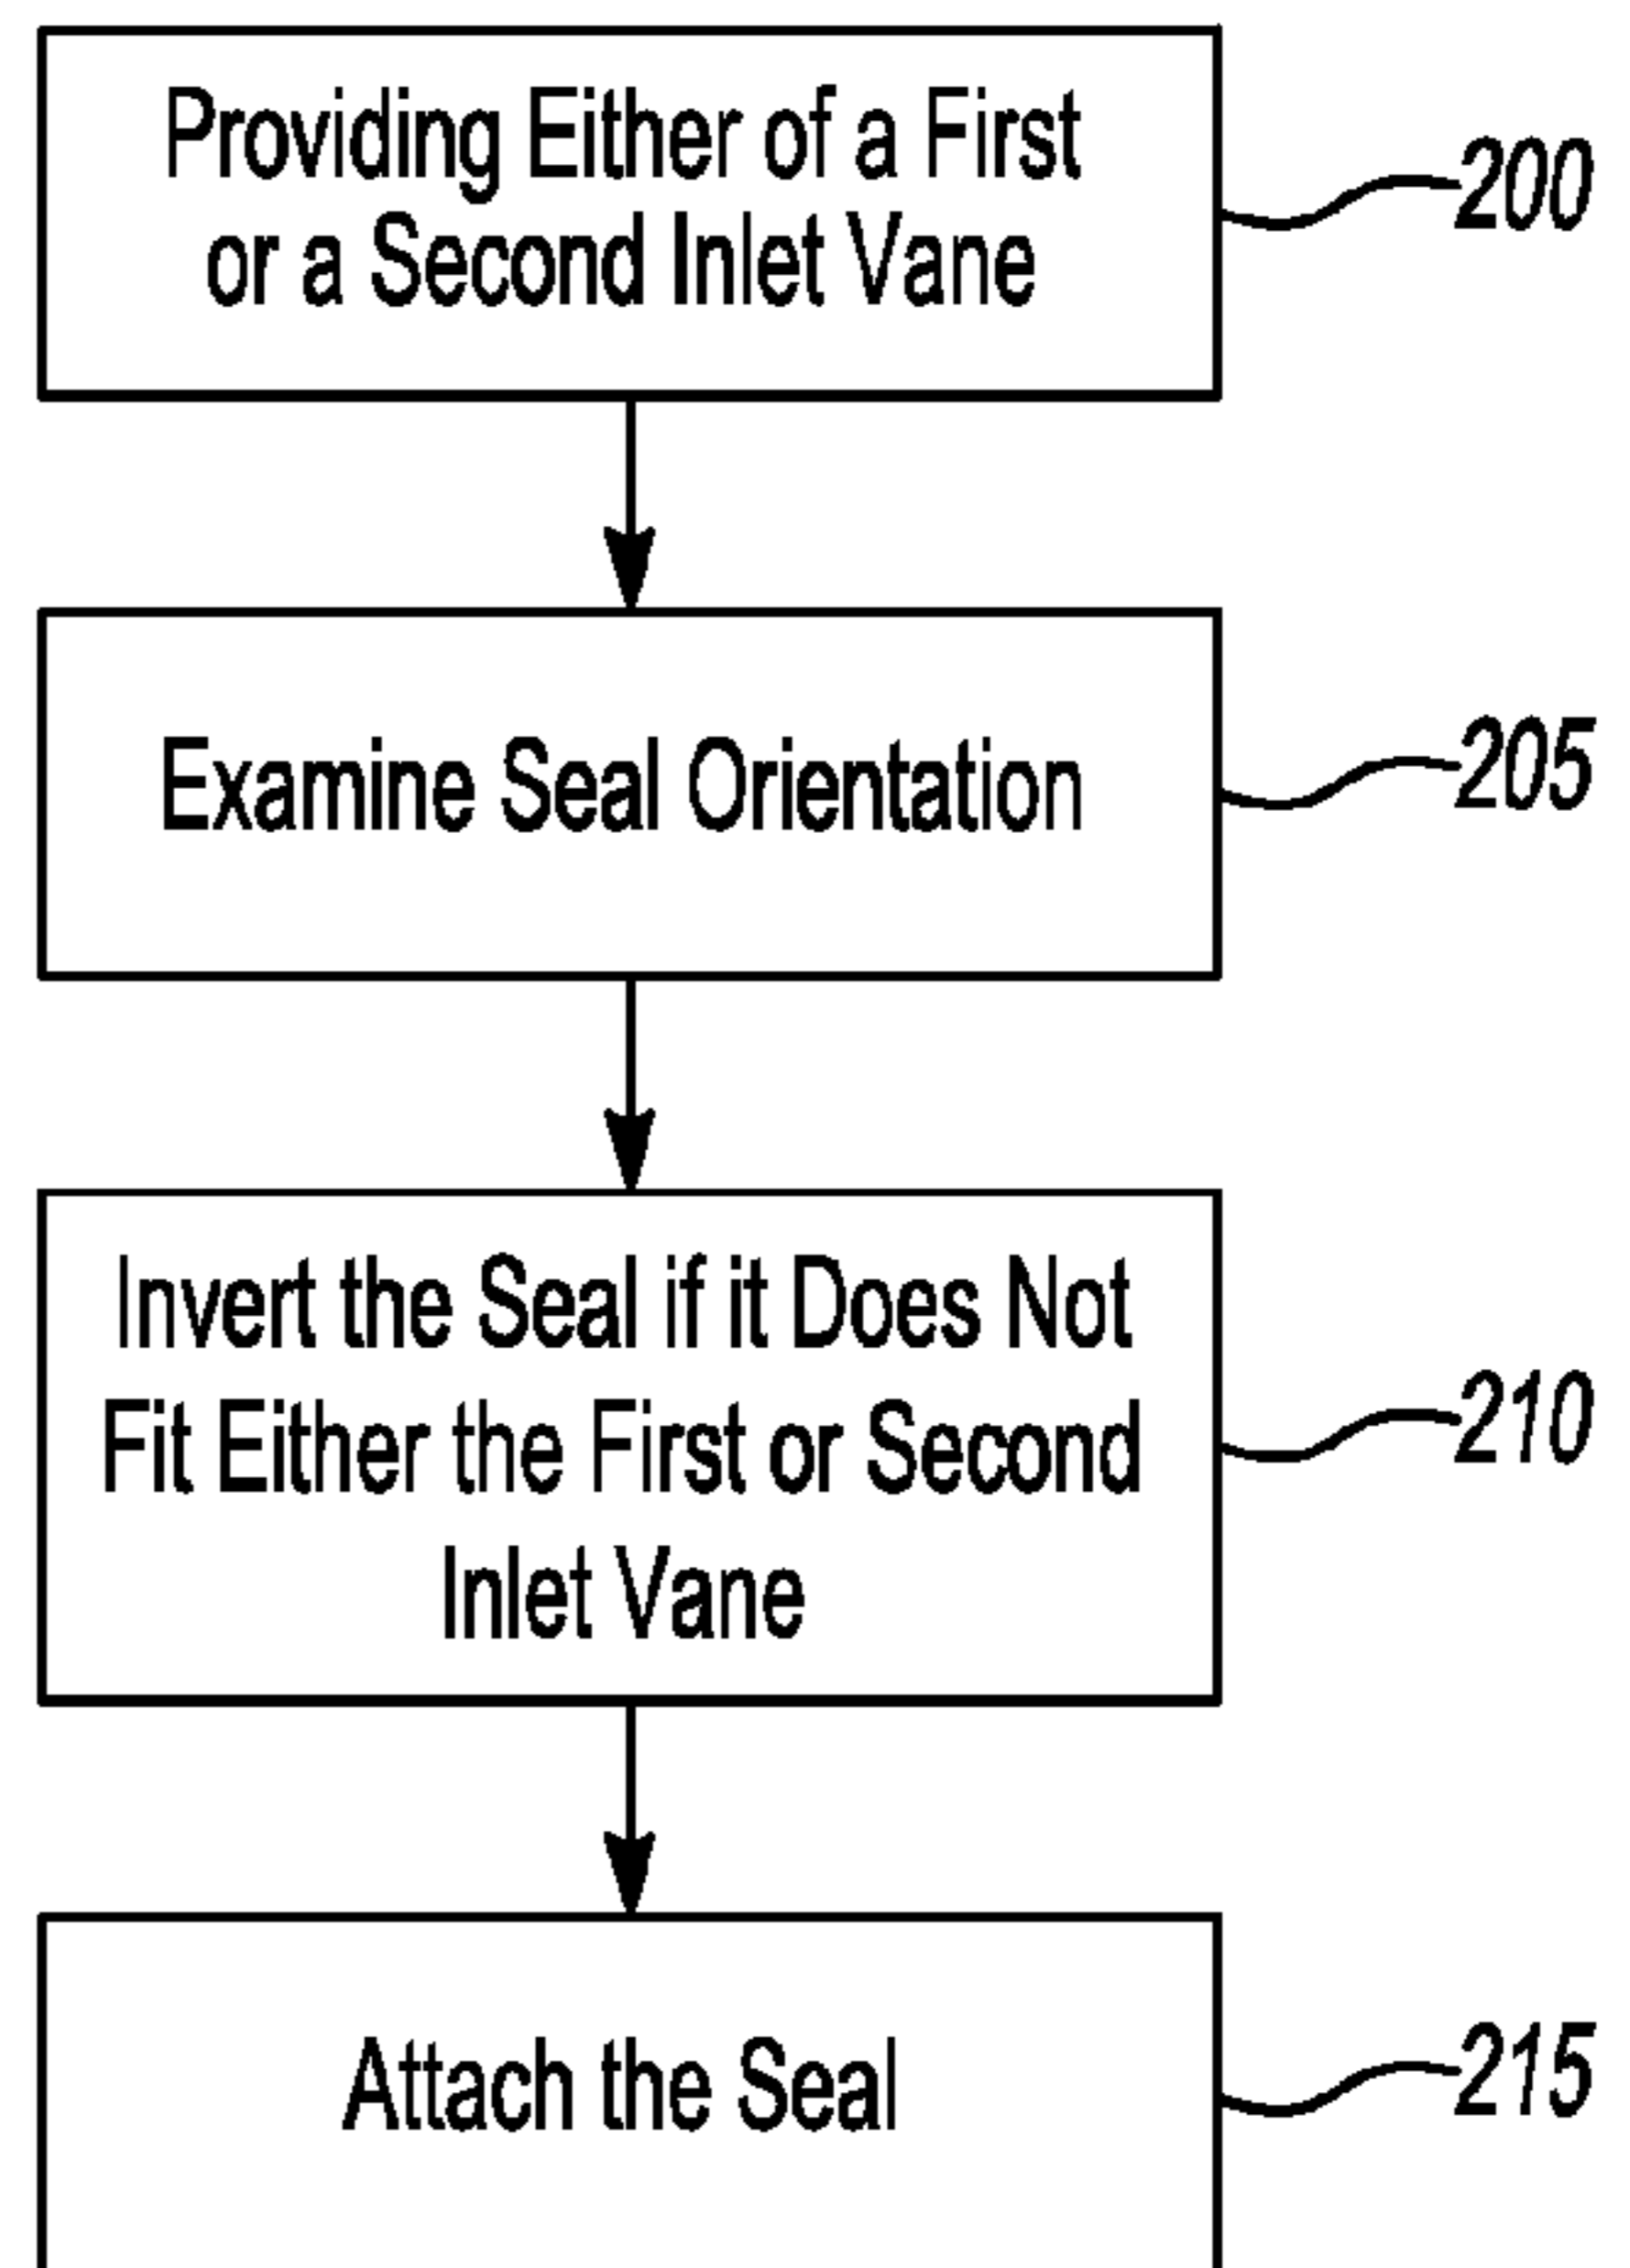 Providing Either of a First
or a Second Inlet Vane
200
Examine Seal Orientation
205
Invert the Seal if it Does Not
Fit Either the First or Second
Inlet Vane
210
Attach the Seal
215